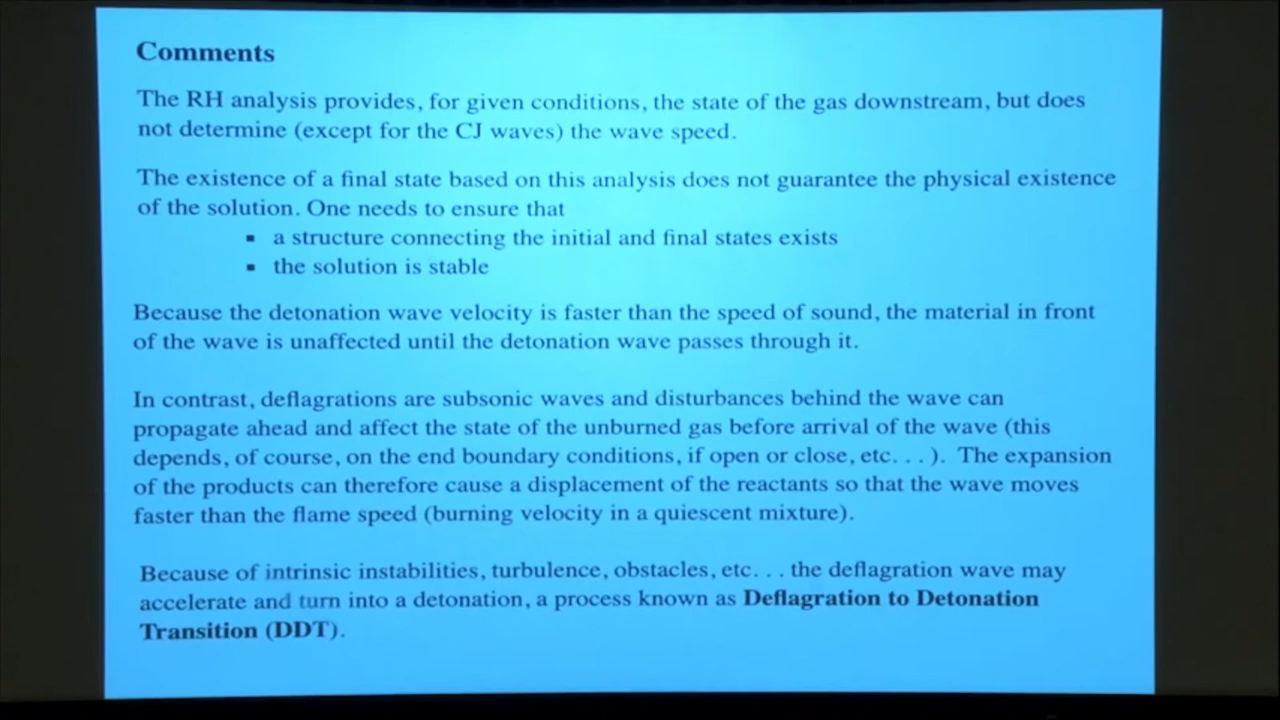 Comments
The RH analysis provides, for given conditions, the state of the gas downstream, but does
not determine (except for the CJ waves) the wave speed.
The existence of a final state based on this analysis does not guarantee the physical existence
of the solution. One needs to ensure that
▪ a structure connecting the initial and final states exists
▪ the solution is stable
Because the detonation wave velocity is faster than the speed of sound, the material in front
of the wave is unaffected until the detonation wave passes through it.
In contrast, deflagrations are subsonic waves and disturbances behind the wave can
propagate ahead and affect the state of the unburned gas before arrival of the wave (this
depends, of course, on the end boundary conditions, if open or close, etc. . . ). The expansion
of the products can therefore cause a displacement of the reactants so that the wave moves
faster than the flame speed (burning velocity in a quiescent mixture).
Because of intrinsic instabilities, turbulence, obstacles, etc. . . the deflagration wave may
accelerate and turn into a detonation, a process known as Deflagration to Detonation
Transition (DDT).